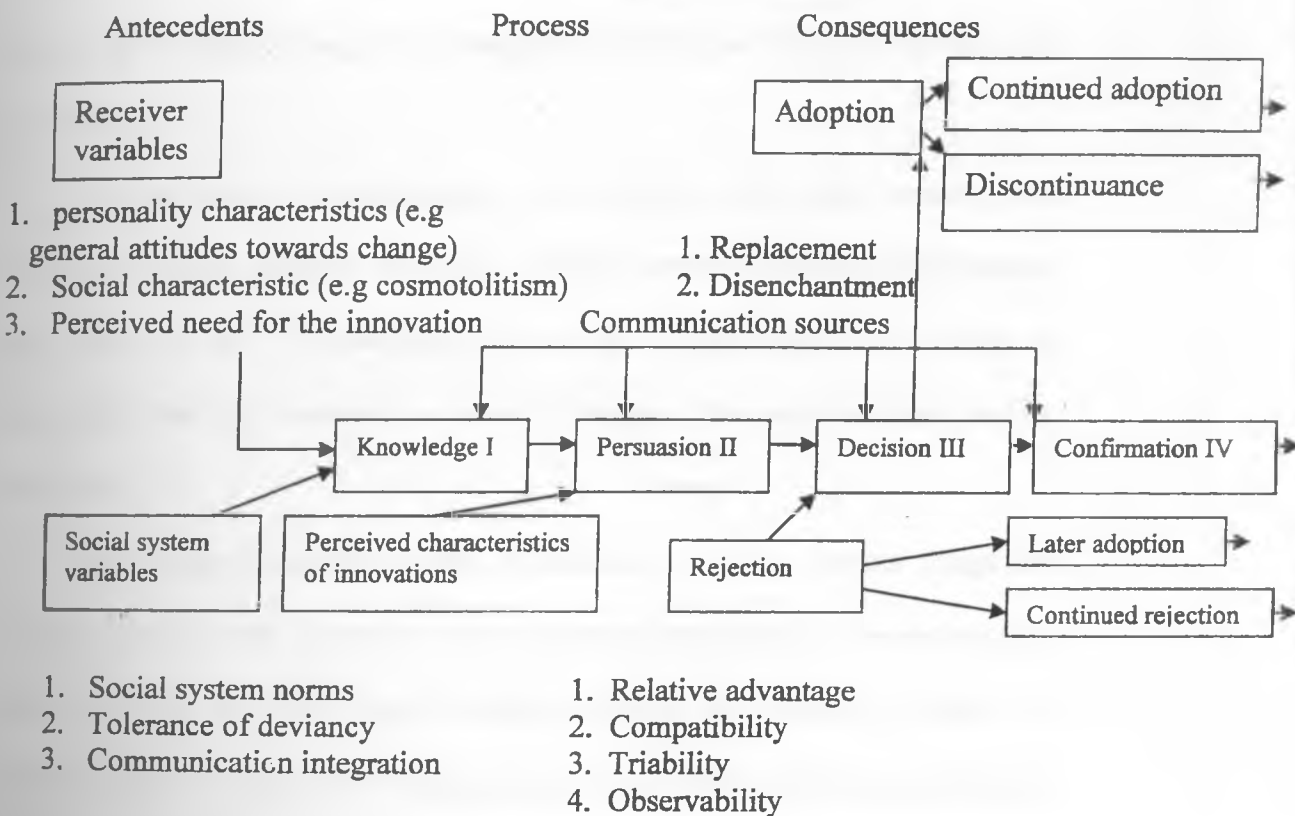 Antecedents Process Consequences
Receiver
variables
Adoption
Continued adoption
Discontinuance
1. personality characteristics (e.g
general attitudes towards change)
2. Social characteristic (e.g cosmotolitism)
3. Perceived need for the innovation
1. Replacement
2. Disenchantment
Communication sources
Knowledge I
Persuasion II
Decision III
Confirmation IV
Social system
variables
Perceived characteristics
of innovations
Rejection
Later adoption
Continued rejection
1. Social system norms
2. Tolerance of deviancy
3. Communication integration
1. Relative advantage
2. Compatibility
3. Triability
4. Observability